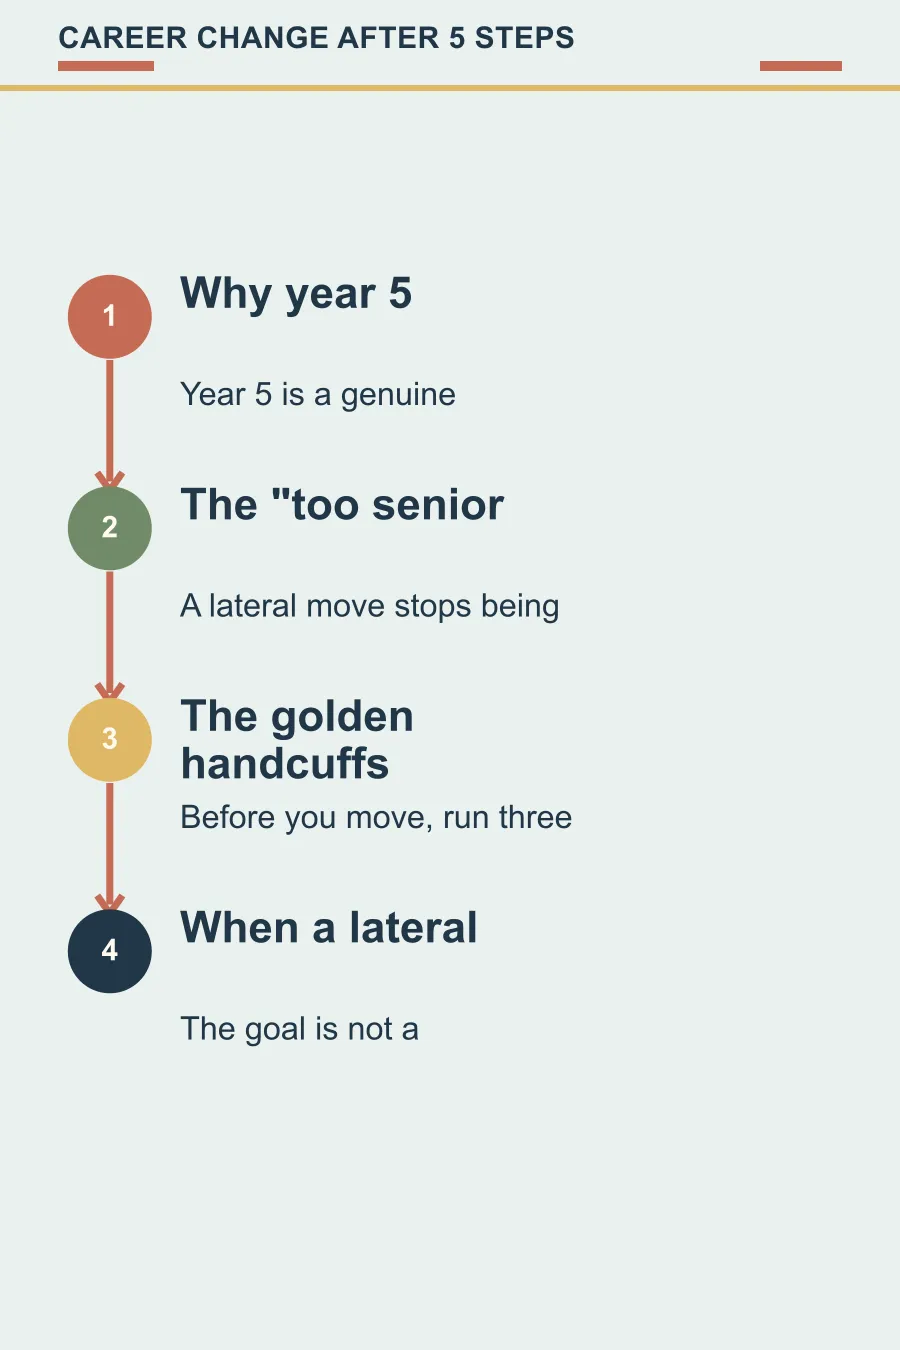 CAREER CHANGE AFTER 5 STEPS
1
Why year 5
Year 5 is a genuine
2
The "too senior
A lateral move stops being
3
The golden
handcuffs
Before you move, run three
4
When a lateral
The goal is not a